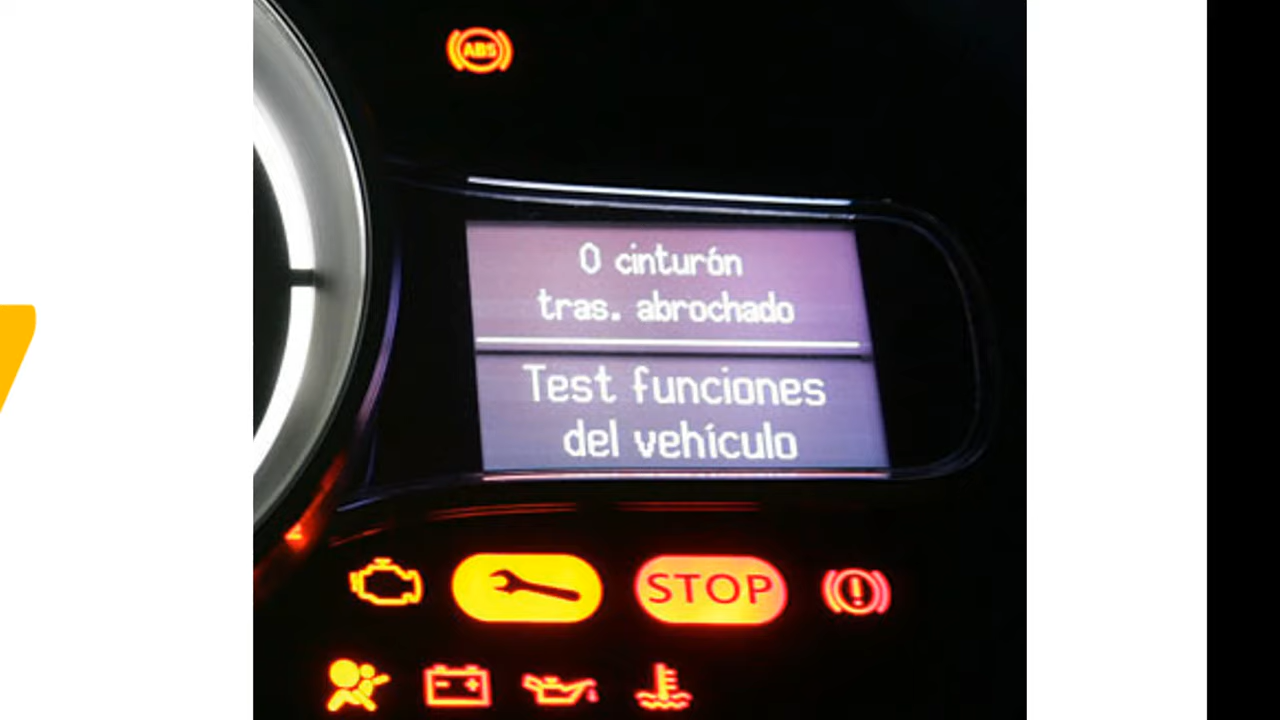 ABS
0 cinturón
tras. abrochado
Test funciones
del vehículo
STOP